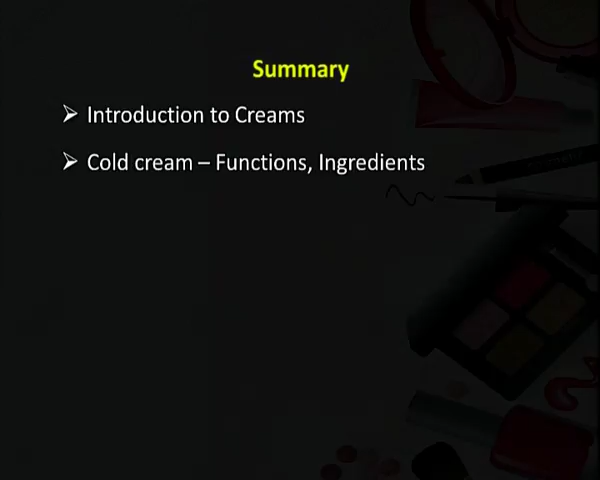 Summary
➢ Introduction to Creams
➢ Cold cream – Functions, Ingredients